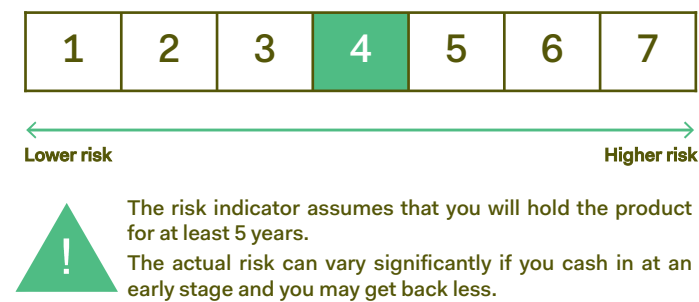 1 2 3 4 5 6 7
Lower risk Higher risk
!
The risk indicator assumes that you will hold the product
for at least 5 years.
The actual risk can vary significantly if you cash in at an
early stage and you may get back less.